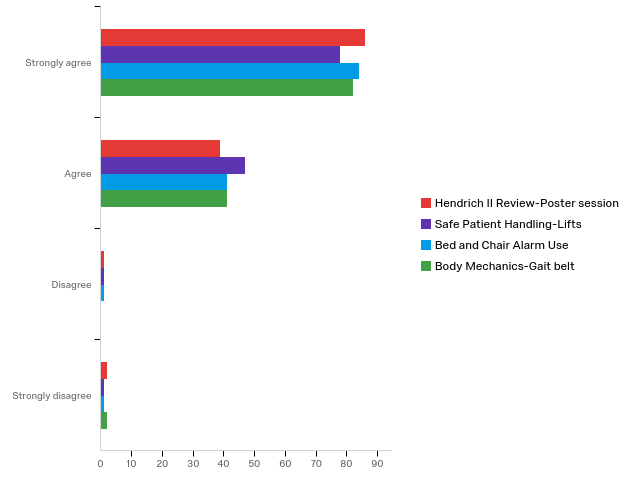 Strongly agree
Agree
Disagree
Strongly disagree
0 10 20 30 40 50 60 70 80 90
Hendrich II Review-Poster session
Safe Patient Handling-Lifts
Bed and Chair Alarm Use
Body Mechanics-Gait belt